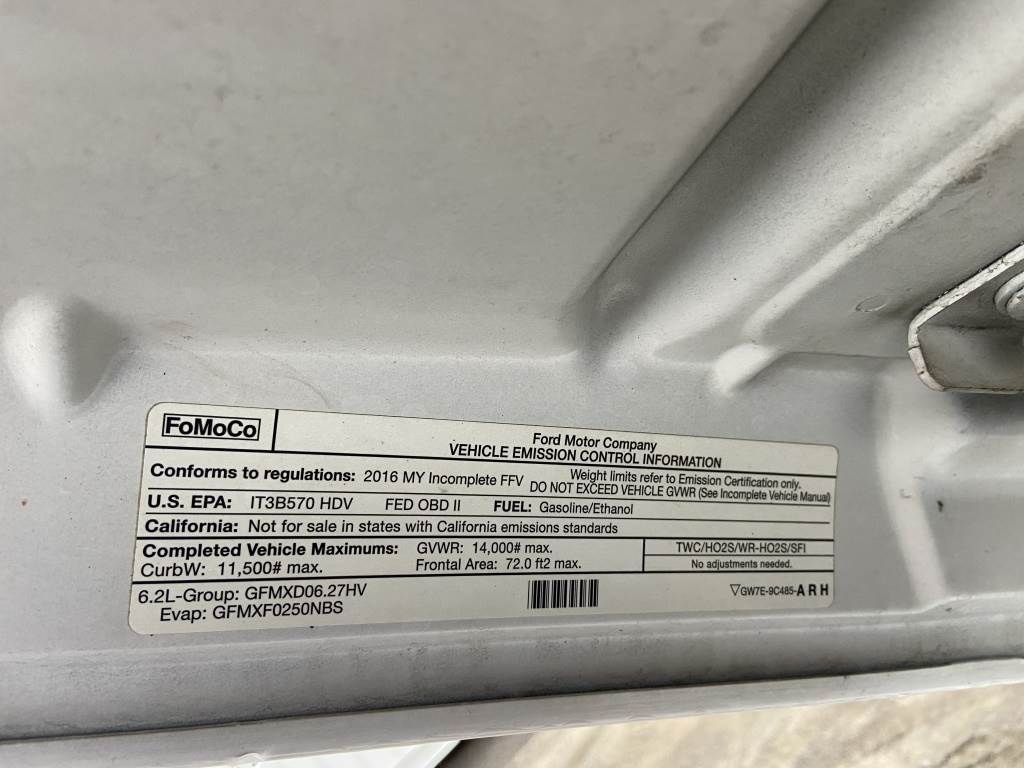 FoMoCo
Ford Motor Company
VEHICLE EMISSION CONTROL INFORMATION
Conforms to regulations: 2016 MY Incomplete FFV
Weight limits refer to Emission Certification only.
DO NOT EXCEED VEHICLE GVWR (See Incomplete Vehicle Manual)
U.S. EPA: IT3B570 HDV FED OBD II FUEL: Gasoline/Ethanol
California: Not for sale in states with California emissions standards
Completed Vehicle Maximums: GVWR: 14,000# max.
CurbW: 11,500# max. Frontal Area: 72.0 ft2 max.
TWC/HO2S/WR-HO2S/SFI
No adjustments needed.
6.2L-Group: GFMXD06.27HV
Evap: GFMXF0250NBS
▽GW7E-9C485-A R H